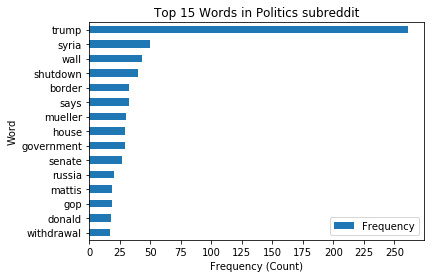 Top 15 Words in Politics subreddit
Word
trump
syria
wall
shutdown
border
says
mueller
house
government
senate
russia
mattis
gop
donald
withdrawal
Frequency
0 25 50 75 100 125 150 175 200 225 250
Frequency (Count)